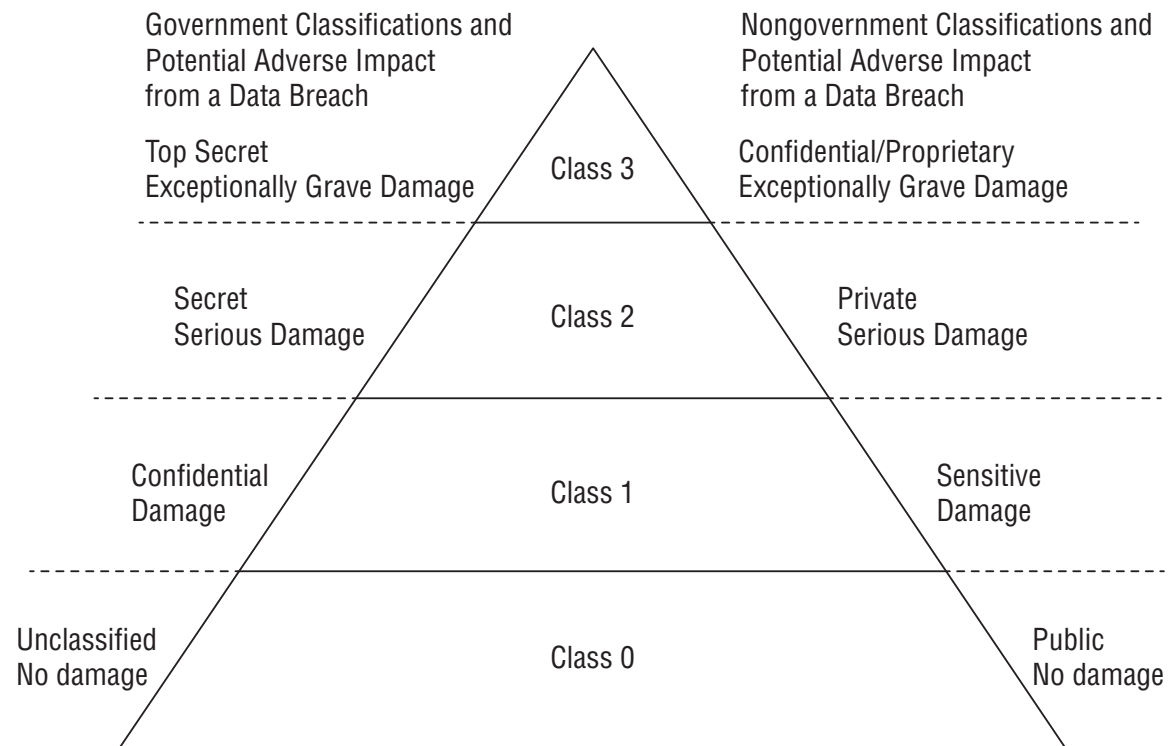 Government Classifications and
Potential Adverse Impact
from a Data Breach
Nongovernment Classifications and
Potential Adverse Impact
from a Data Breach
Top Secret
Exceptionally Grave Damage
Class 3
Confidential/Proprietary
Exceptionally Grave Damage
Secret
Serious Damage
Class 2
Private
Serious Damage
Confidential
Damage
Class 1
Sensitive
Damage
Unclassified
No damage
Class 0
Public
No damage